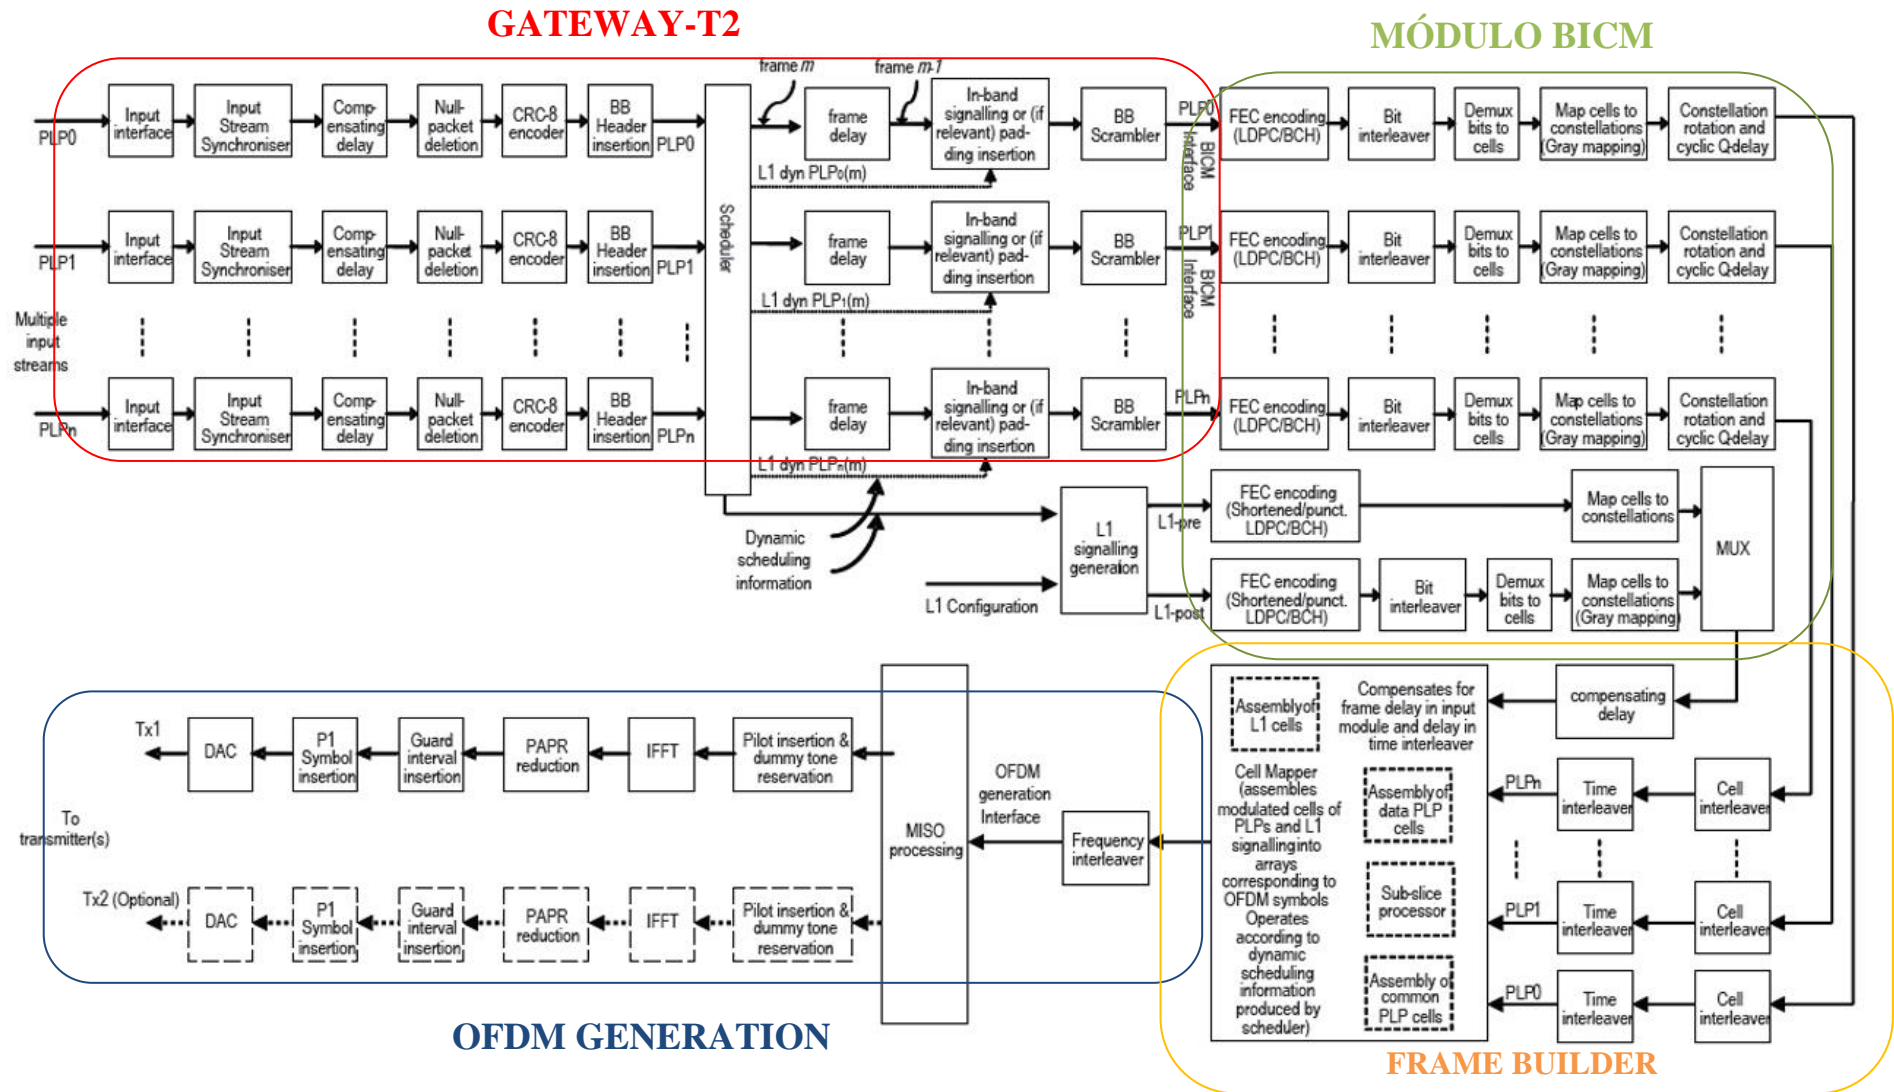 GATEWAY-T2
MÓDULO BICM
frame m
frame m-1
PLP0
Input
interface
Input
Stream
Synchroniser
Comp-
ensating
delay
Null-
packet
deletion
CRC-8
encoder
BB
Header
insertion
PLP0
Scheduler
frame
delay
In-band
signalling or (if
relevant) pad-
ding insertion
BB
Scrambler
PLP0
BICM
Interface
FEC encoding
(LDPC/BCH)
Bit
interleaver
Demux
bits to
cells
Map cells to
constellations
(Gray mapping)
Constellation
rotation and
cyclic Q-delay
L1 dyn PLP0(m)
PLP1
Input
interface
Input
Stream
Synchroniser
Comp-
ensating
delay
Null-
packet
deletion
CRC-8
encoder
BB
Header
insertion
PLP1
frame
delay
In-band
signalling or (if
relevant) pad-
ding insertion
BB
Scrambler
PLP1
BICM
Interface
FEC encoding
(LDPC/BCH)
Bit
interleaver
Demux
bits to
cells
Map cells to
constellations
(Gray mapping)
Constellation
rotation and
cyclic Q-delay
L1 dyn PLP1(m)
Multiple
input
streams
PLPn
Input
interface
Input
Stream
Synchroniser
Comp-
ensating
delay
Null-
packet
deletion
CRC-8
encoder
BB
Header
insertion
PLPn
frame
delay
In-band
signalling or (if
relevant) pad-
ding insertion
BB
Scrambler
PLPn
FEC encoding
(LDPC/BCH)
Bit
interleaver
Demux
bits to
cells
Map cells to
constellations
(Gray mapping)
Constellation
rotation and
cyclic Q-delay
L1 dyn PLPn(m)
Dynamic
scheduling
information
L1 Configuration
L1
signalling
generation
L1-pre
FEC encoding
(Shortened/punct.
LDPC/BCH)
Map cells to
constellations
MUX
L1-post
FEC encoding
(Shortened/punct.
LDPC/BCH)
Bit
interleaver
Demux
bits to
cells
Map cells to
constellations
(Gray mapping)
Tx1
DAC
P1
Symbol
insertion
Guard
interval
insertion
PAPR
reduction
IFFT
Pilot insertion &
dummy tone
reservation
To
transmitter(s)
MISO
processing
OFDM
generation
Interface
Frequency
interleaver
Tx2 (Optional)
DAC
P1
Symbol
insertion
Guard
interval
insertion
PAPR
reduction
IFFT
Pilot insertion &
dummy tone
reservation
Assembly of
L1 cells
Compensates for
frame delay in input
module and delay in
time interleaver
Cell Mapper
(assembles
modulated cells of
PLPs and L1
signalling into
arrays
corresponding to
OFDM symbols
Operates
according to
dynamic
scheduling
information
produced by
scheduler)
Assembly of
data PLP
cells
Sub-slice
processor
Assembly of
common
PLP cells
compensating
delay
PLPn
Time
interleaver
Cell
interleaver
PLP1
Time
interleaver
Cell
interleaver
PLP0
Time
interleaver
Cell
interleaver
OFDM GENERATION
FRAME BUILDER